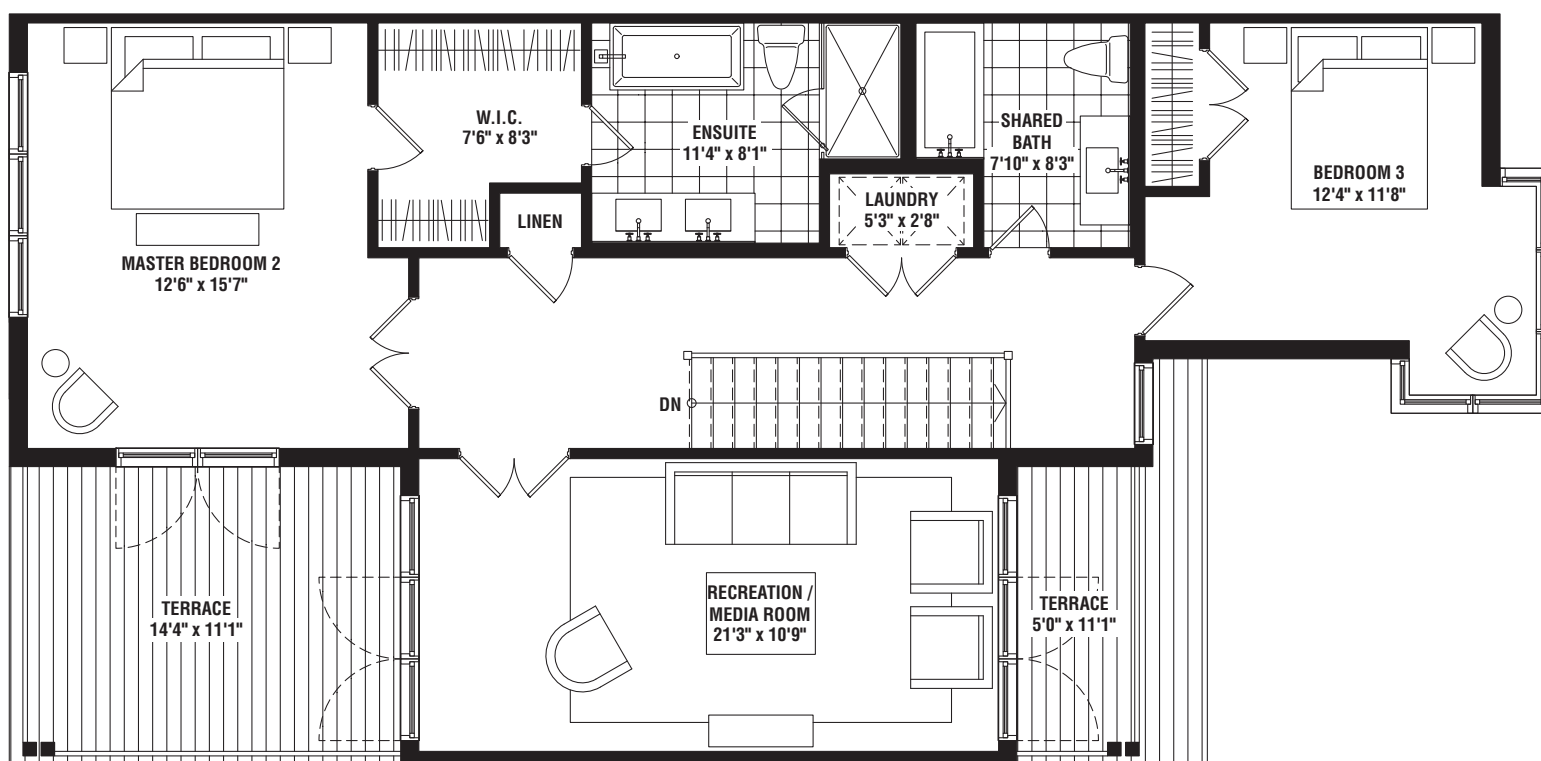 W.I.C.
7'6" x 8'3"
ENSUITE
11'4" x 8'1"
SHARED
BATH
7'10" x 8'3"
BEDROOM 3
12'4" x 11'8"
LAUNDRY
5'3" x 2'8"
LINEN
MASTER BEDROOM 2
12'6" x 15'7"
DN
TERRACE
14'4" x 11'1"
RECREATION /
MEDIA ROOM
21'3" x 10'9"
TERRACE
5'0" x 11'1"